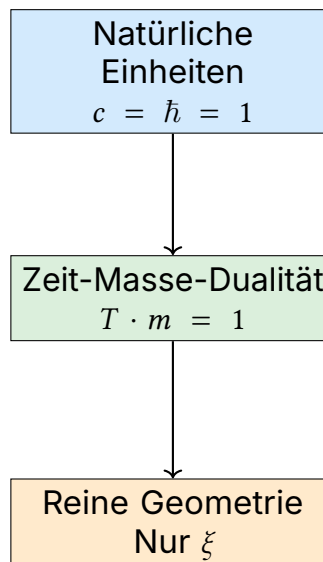 Natürliche
Einheiten
c = ℏ = 1
Zeit-Masse-Dualität
T · m = 1
Reine Geometrie
Nur ξ